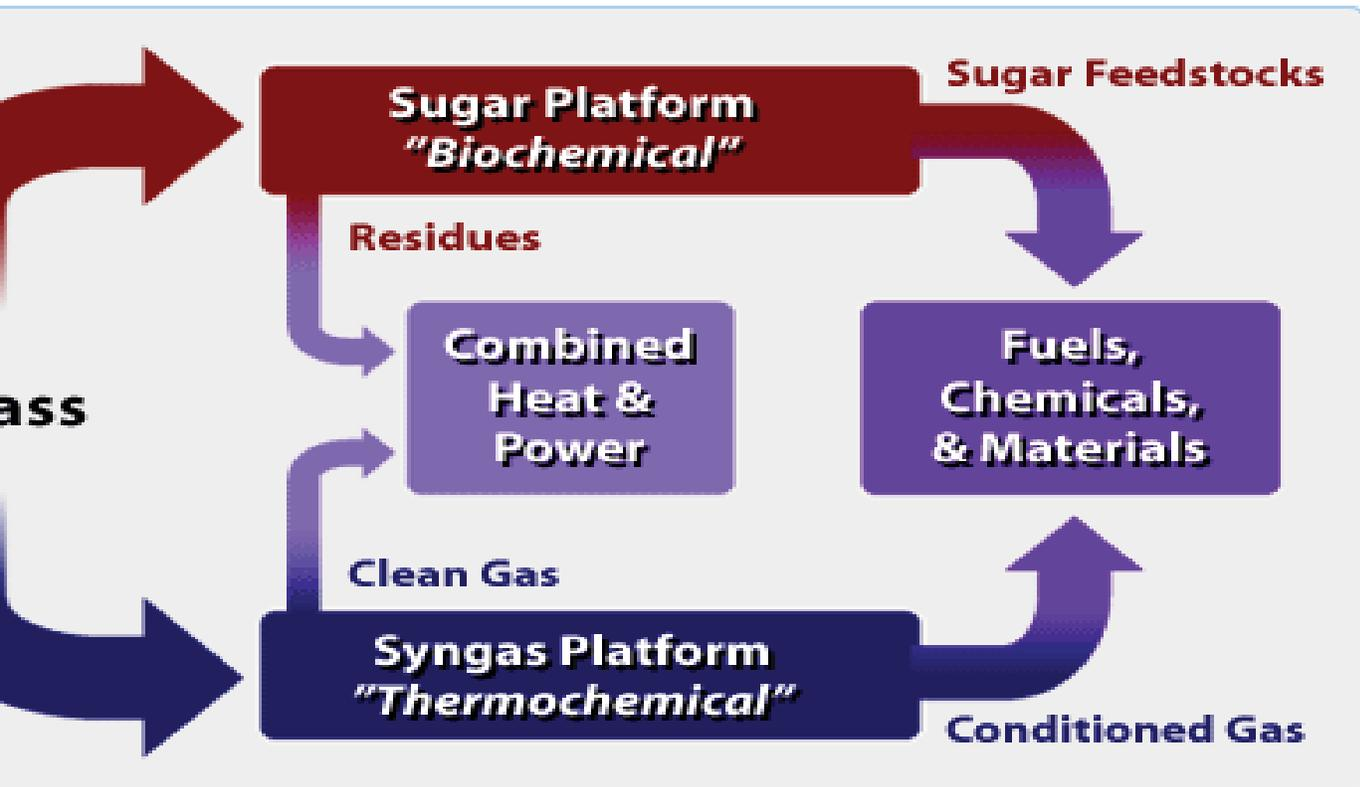 Sugar Feedstocks
Sugar Platform
"Biochemical"
Residues
Combined
Heat &
Power
Fuels,
Chemicals,
& Materials
ass
Clean Gas
Syngas Platform
"Thermochemical"
Conditioned Gas